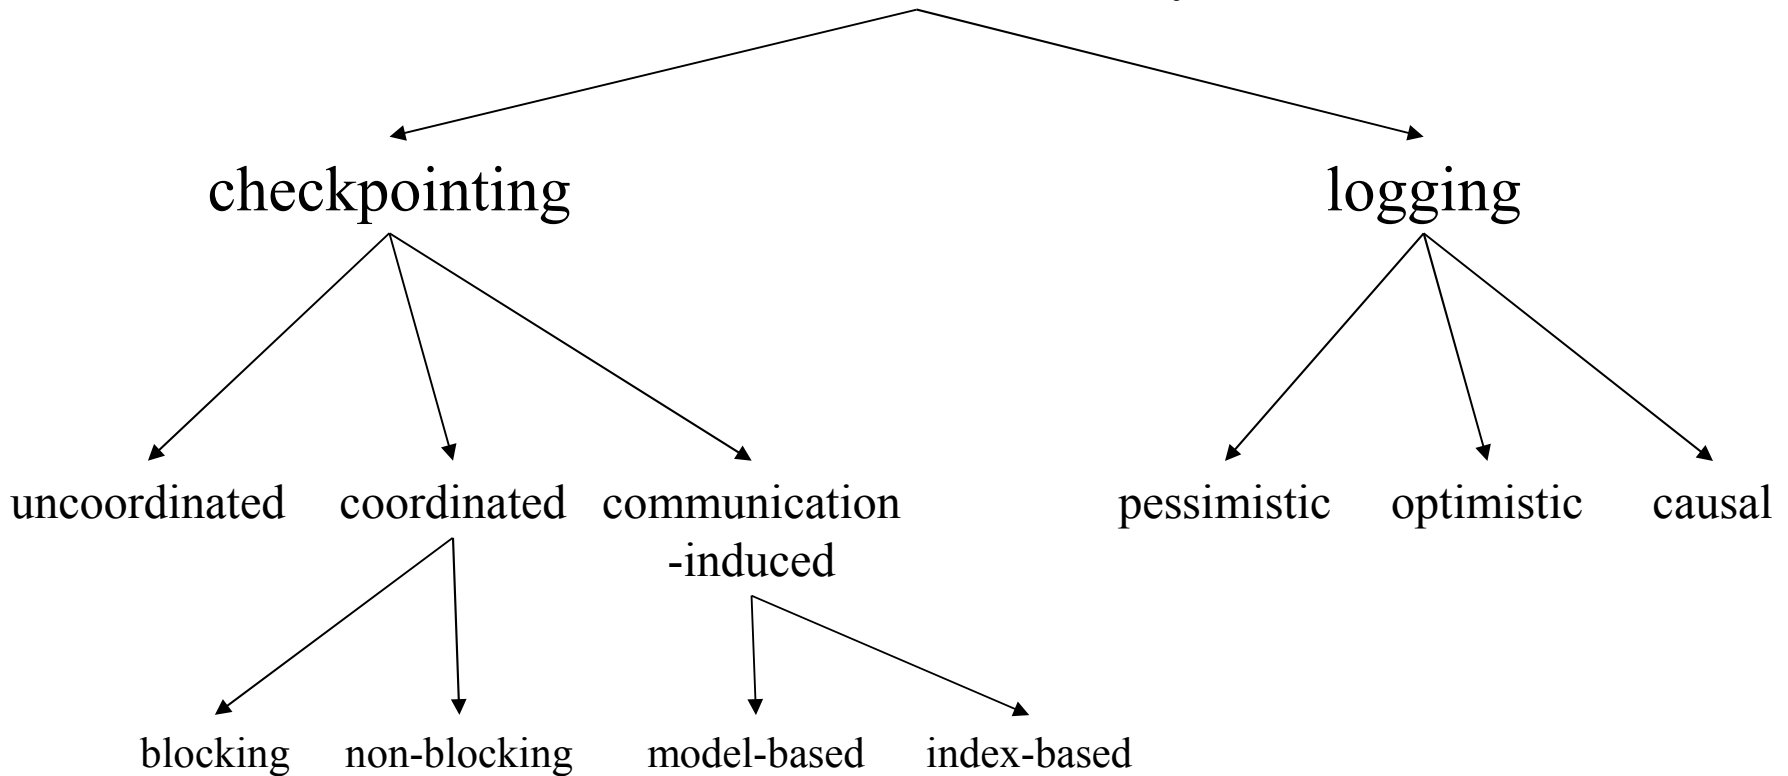 checkpointing
logging
uncoordinated
coordinated
communication
-induced
pessimistic
optimistic
causal
blocking
non-blocking
model-based
index-based